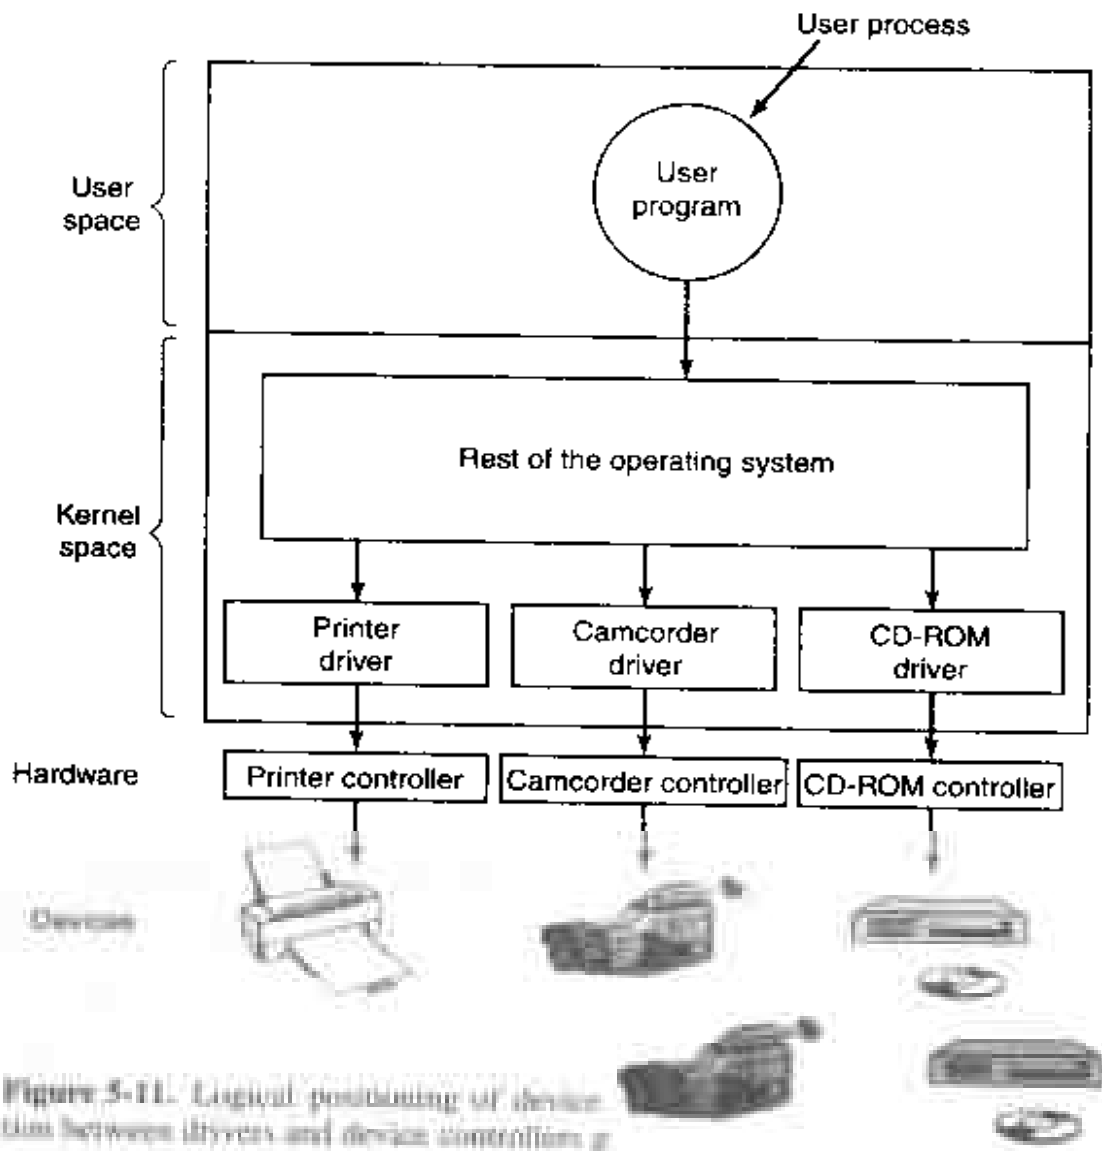 User process
User
program
User
space
Rest of the operating system
Kernel
space
Printer
driver
Camcorder
driver
CD-ROM
driver
Hardware
Printer controller
Camcorder controller
CD-ROM controller
Devices
Figure 5-11. Logical positioning of device
tion between drivers and device controllers g